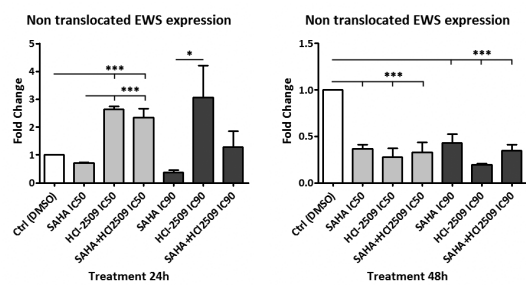 Non translocated EWS expression
Fold Change
5
4
3
2
1
0
***
***
*
Ctrl (DMSO)
SAHA IC50
HCI-2509 IC50
SAHA+HCI2509 IC50
SAHA IC90
HCI-2509 IC90
SAHA+HCI2509 IC90
Treatment 24h
Non translocated EWS expression
Fold Change
1.5
1.0
0.5
0.0
***
***
Ctrl (DMSO)
SAHA IC50
HCI-2509 IC50
SAHA+HCI2509 IC50
SAHA IC90
HCI-2509 IC90
SAHA+HCI2509 IC90
Treatment 48h